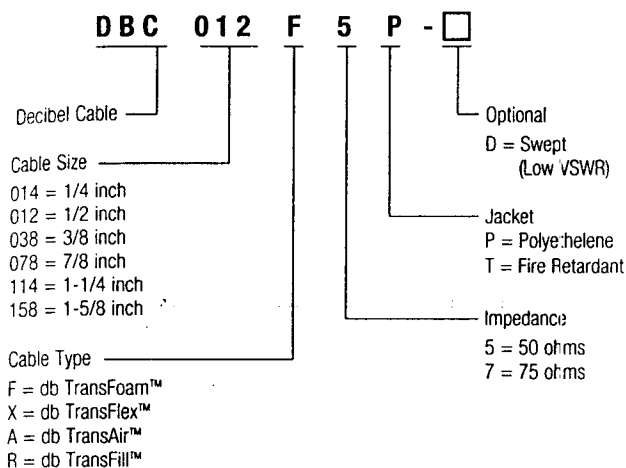 DBC 012 F 5 P -
Decibel Cable
Cable Size
014 = 1/4 inch
012 = 1/2 inch
038 = 3/8 inch
078 = 7/8 inch
114 = 1-1/4 inch
158 = 1-5/8 inch
Cable Type
F = db TransFoam™
X = db TransFlex™
A = db TransAir™
R = db TransFill™
Optional
D = Swept
(Low VSWR)
Jacket
P = Polyethelene
T = Fire Retardant
Impedance
5 = 50 ohms
7 = 75 ohms